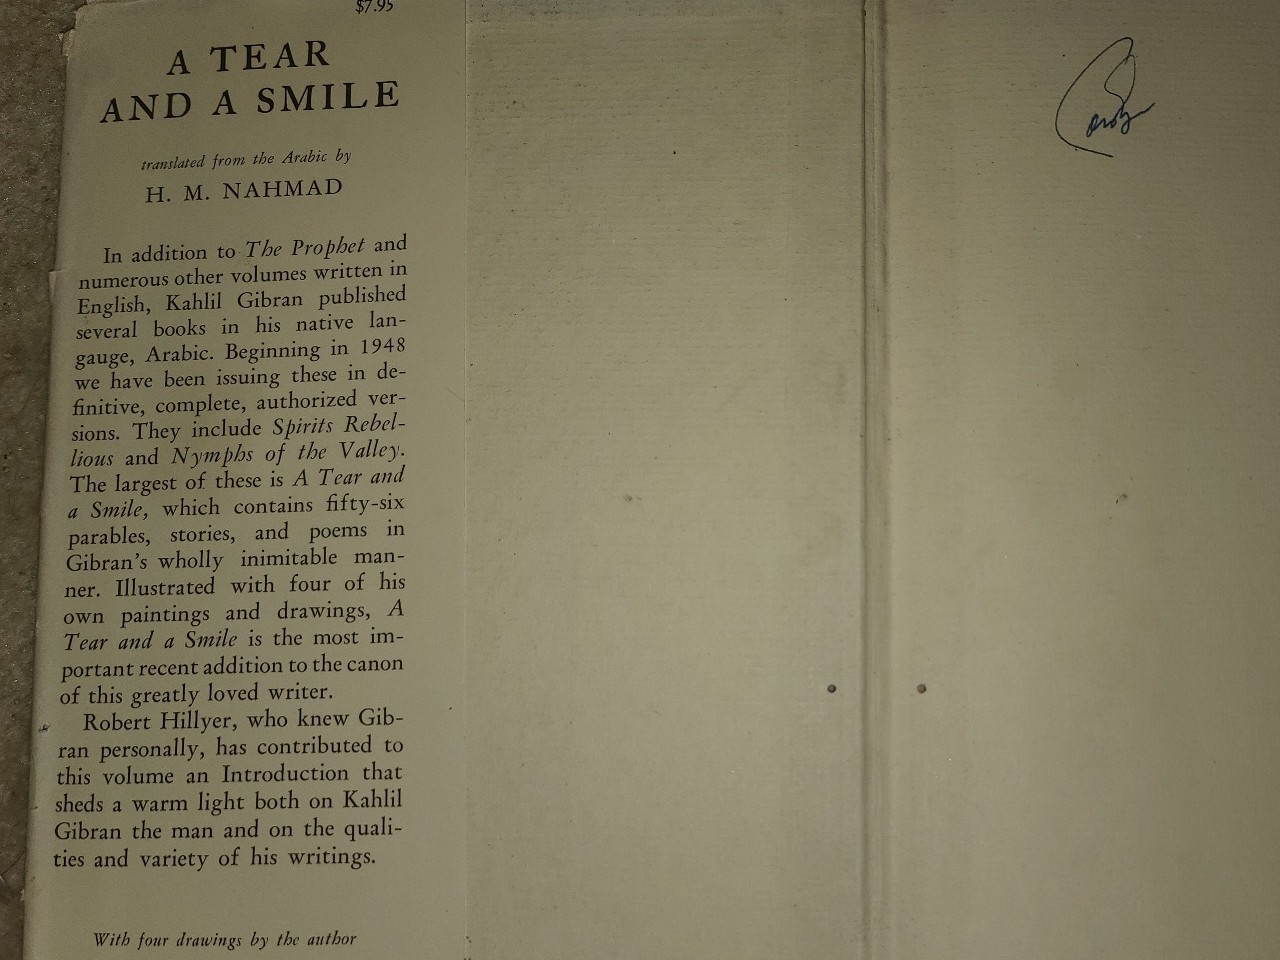 $7.95
A TEAR
AND A SMILE
translated from the Arabic by
H. M. NAHMAD
In addition to The Prophet and
numerous other volumes written in
English, Kahlil Gibran published
several books in his native lan-
gauge, Arabic. Beginning in 1948
we have been issuing these in de-
finitive, complete, authorized ver-
sions. They include Spirits Rebel-
lious and Nymphs of the Valley.
The largest of these is A Tear and
a Smile, which contains fifty-six
parables, stories, and poems in
Gibran's wholly inimitable man-
ner. Illustrated with four of his
own paintings and drawings, A
Tear and a Smile is the most im-
portant recent addition to the canon
of this greatly loved writer.
Robert Hillyer, who knew Gib-
ran personally, has contributed to
this volume an Introduction that
sheds a warm light both on Kahlil
Gibran the man and on the quali-
ties and variety of his writings.
With four drawings by the author